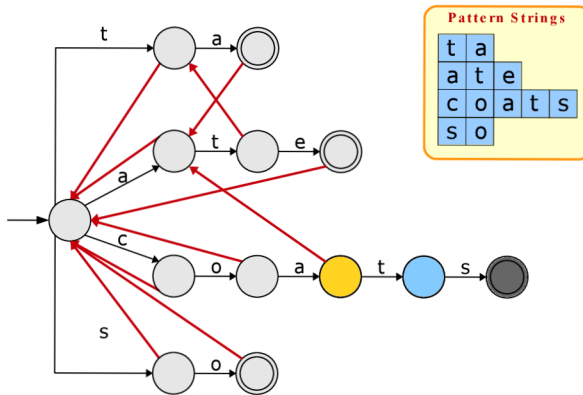 Pattern Strings
t a
a t e
c o a t s
s o
t a
a t e
c o a t s
s o